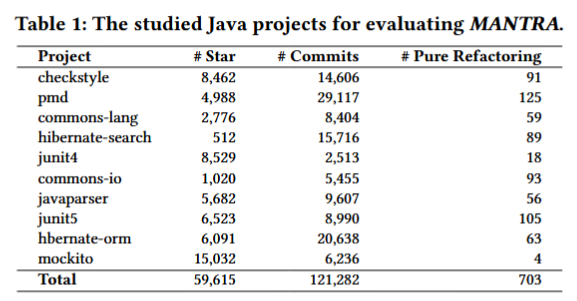 Table 1: The studied Java projects for evaluating MANTRA.
Project # Star # Commits # Pure Refactoring
checkstyle 8,462 14,606 91
pmd 4,988 29,117 125
commons-lang 2,776 8,404 59
hibernate-search 512 15,716 89
junit4 8,529 2,513 18
commons-io 1,020 5,455 93
javaparser 5,682 9,607 56
junit5 6,523 8,990 105
hbernate-orm 6,091 20,638 63
mockito 15,032 6,236 4
Total 59,615 121,282 703